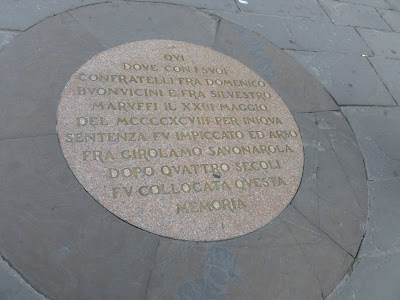 QVI
DOVE CON I SVOI
CONFRATELLI FRA DOMENICO
BVONVICINI E FRA SILVESTRO
MARVFFI IL XXIII MAGGIO
DEL MCCCCXCVIII PER INIQVA
SENTENZA FV IMPICCATO ED ARSO
FRA GIROLAMO SAVONAROLA
DOPO QVATTRO SECOLI
FV COLLOCATA QVESTA
MEMORIA